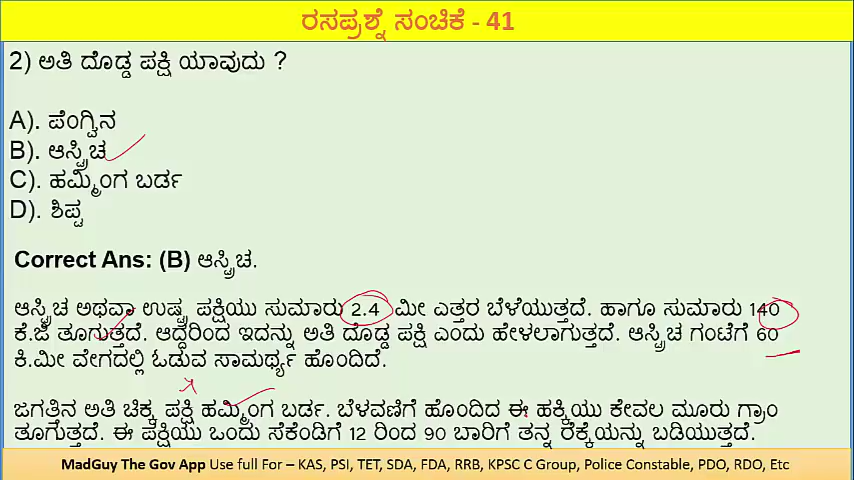 ರಸಪ್ರಶ್ನೆ ಸಂಚಿಕೆ - 41
2) ಅತಿ ದೊಡ್ಡ ಪಕ್ಷಿ ಯಾವುದು ?
A). ಪೆಂಗ್ವಿನ
B). ಆಸ್ಟ್ರಿಚ
C). ಹಮ್ಮಿಂಗ ಬರ್ಡ
D). ಶಿಪ್ಟ
Correct Ans: (B) ಆಸ್ಟ್ರಿಚ.
ಆಸ್ಟ್ರಿಚ ಅಥವಾ ಉಷ್ಟ್ರ ಪಕ್ಷಿಯು ಸುಮಾರು 2.4 ಮೀ ಎತ್ತರ ಬೆಳೆಯುತ್ತದೆ. ಹಾಗೂ ಸುಮಾರು 140
ಕೆ.ಜಿ ತೂಗುತ್ತದೆ. ಆದ್ದರಿಂದ ಇದನ್ನು ಅತಿ ದೊಡ್ಡ ಪಕ್ಷಿ ಎಂದು ಹೇಳಲಾಗುತ್ತದೆ. ಆಸ್ಟ್ರಿಚ ಗಂಟೆಗೆ 60
ಕಿ.ಮೀ ವೇಗದಲ್ಲಿ ಓಡುವ ಸಾಮರ್ಥ್ಯ ಹೊಂದಿದೆ.
ಜಗತ್ತಿನ ಅತಿ ಚಿಕ್ಕ ಪಕ್ಷಿ ಹಮ್ಮಿಂಗ ಬರ್ಡ. ಬೆಳವಣಿಗೆ ಹೊಂದಿದ ಈ ಹಕ್ಕಿಯು ಕೇವಲ ಮೂರು ಗ್ರಾಂ
ತೂಗುತ್ತದೆ. ಈ ಪಕ್ಷಿಯು ಒಂದು ಸೆಕೆಂಡಿಗೆ 12 ರಿಂದ 90 ಬಾರಿಗೆ ತನ್ನ ರೆಕ್ಕೆಯನ್ನು ಬಡಿಯುತ್ತದೆ.
MadGuy The Gov App Use full For – KAS, PSI, TET, SDA, FDA, RRB, KPSC C Group, Police Constable, PDO, RDO, Etc